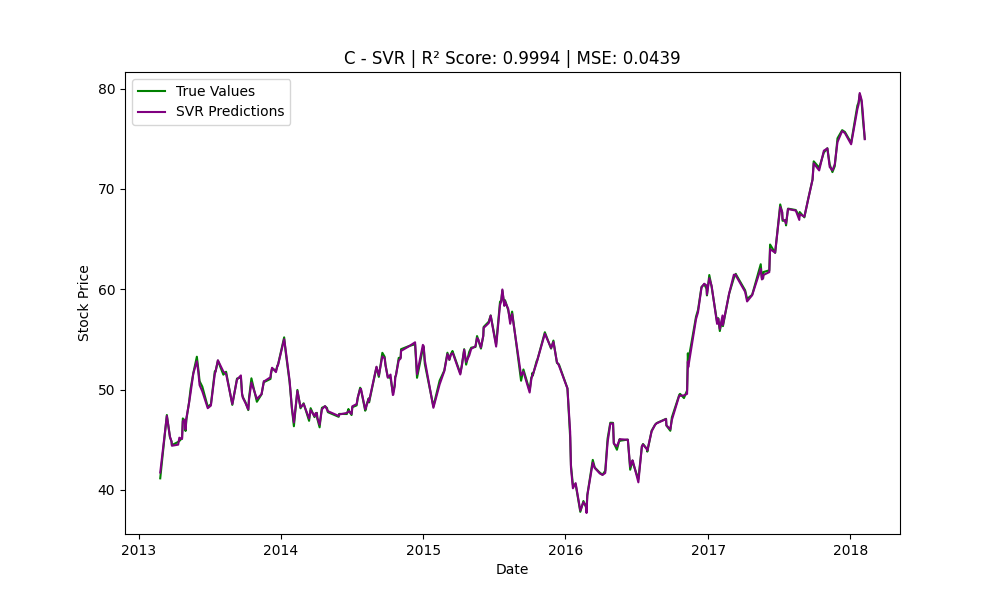 C - SVR | R² Score: 0.9994 | MSE: 0.0439
True Values
SVR Predictions
80
70
60
50
40
Stock Price
2013 2014 2015 2016 2017 2018
Date